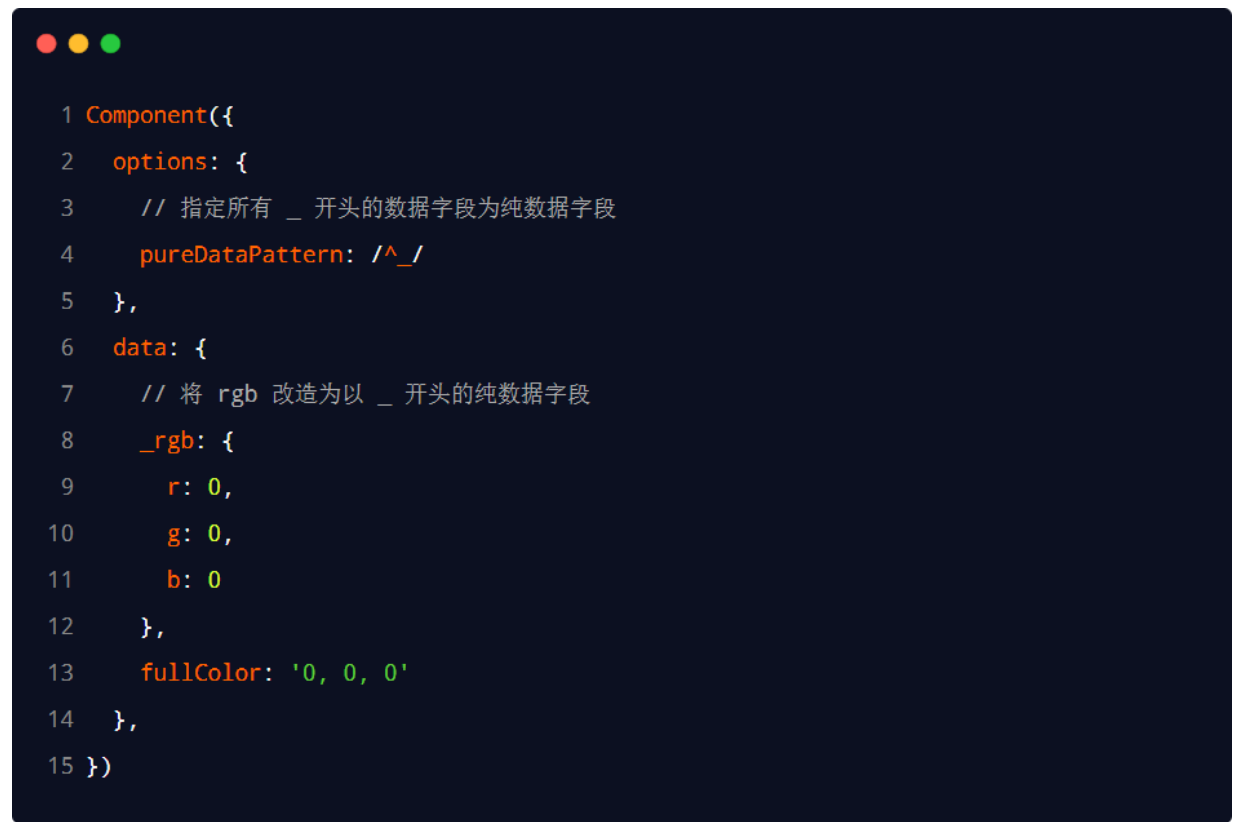 1 Component({
2   options: {
3     // 指定所有 _ 开头的数据字段为纯数据字段
4     pureDataPattern: /^_/
5   },
6   data: {
7     // 将 rgb 改造为以 _ 开头的纯数据字段
8     _rgb: {
9       r: 0,
10       g: 0,
11       b: 0
12     },
13     fullColor: '0, 0, 0'
14   },
15 })